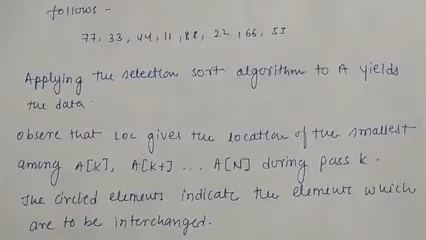 follows -
77, 33, 44, 11, 88, 22, 66, 55
Applying the selection sort algorithm to A yields
the data.
Obsere that LOC gives the location of the smallest
among A[K], A[K+] ... A[N] during pass K.
The circled elements indicate the elements which
are to be interchanged.